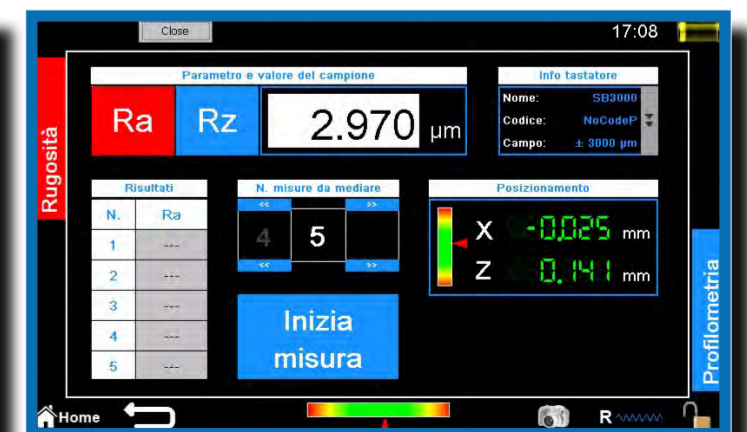 Close
17:08
Rugosità
Parametro e valore del campione
Ra
Rz
2.970 µm
Info tastatore
Nome: SB3000
Codice: NoCodeP
Campo: ± 3000 µm
Risultati
N. Ra
1 ---
2 ---
3 ---
4 ---
5 ---
N. misure da mediare
<< >>
4 5
<< >>
Inizia
misura
Posizionamento
X -0.025 mm
Z 0.141 mm
Profilometria
Home
R